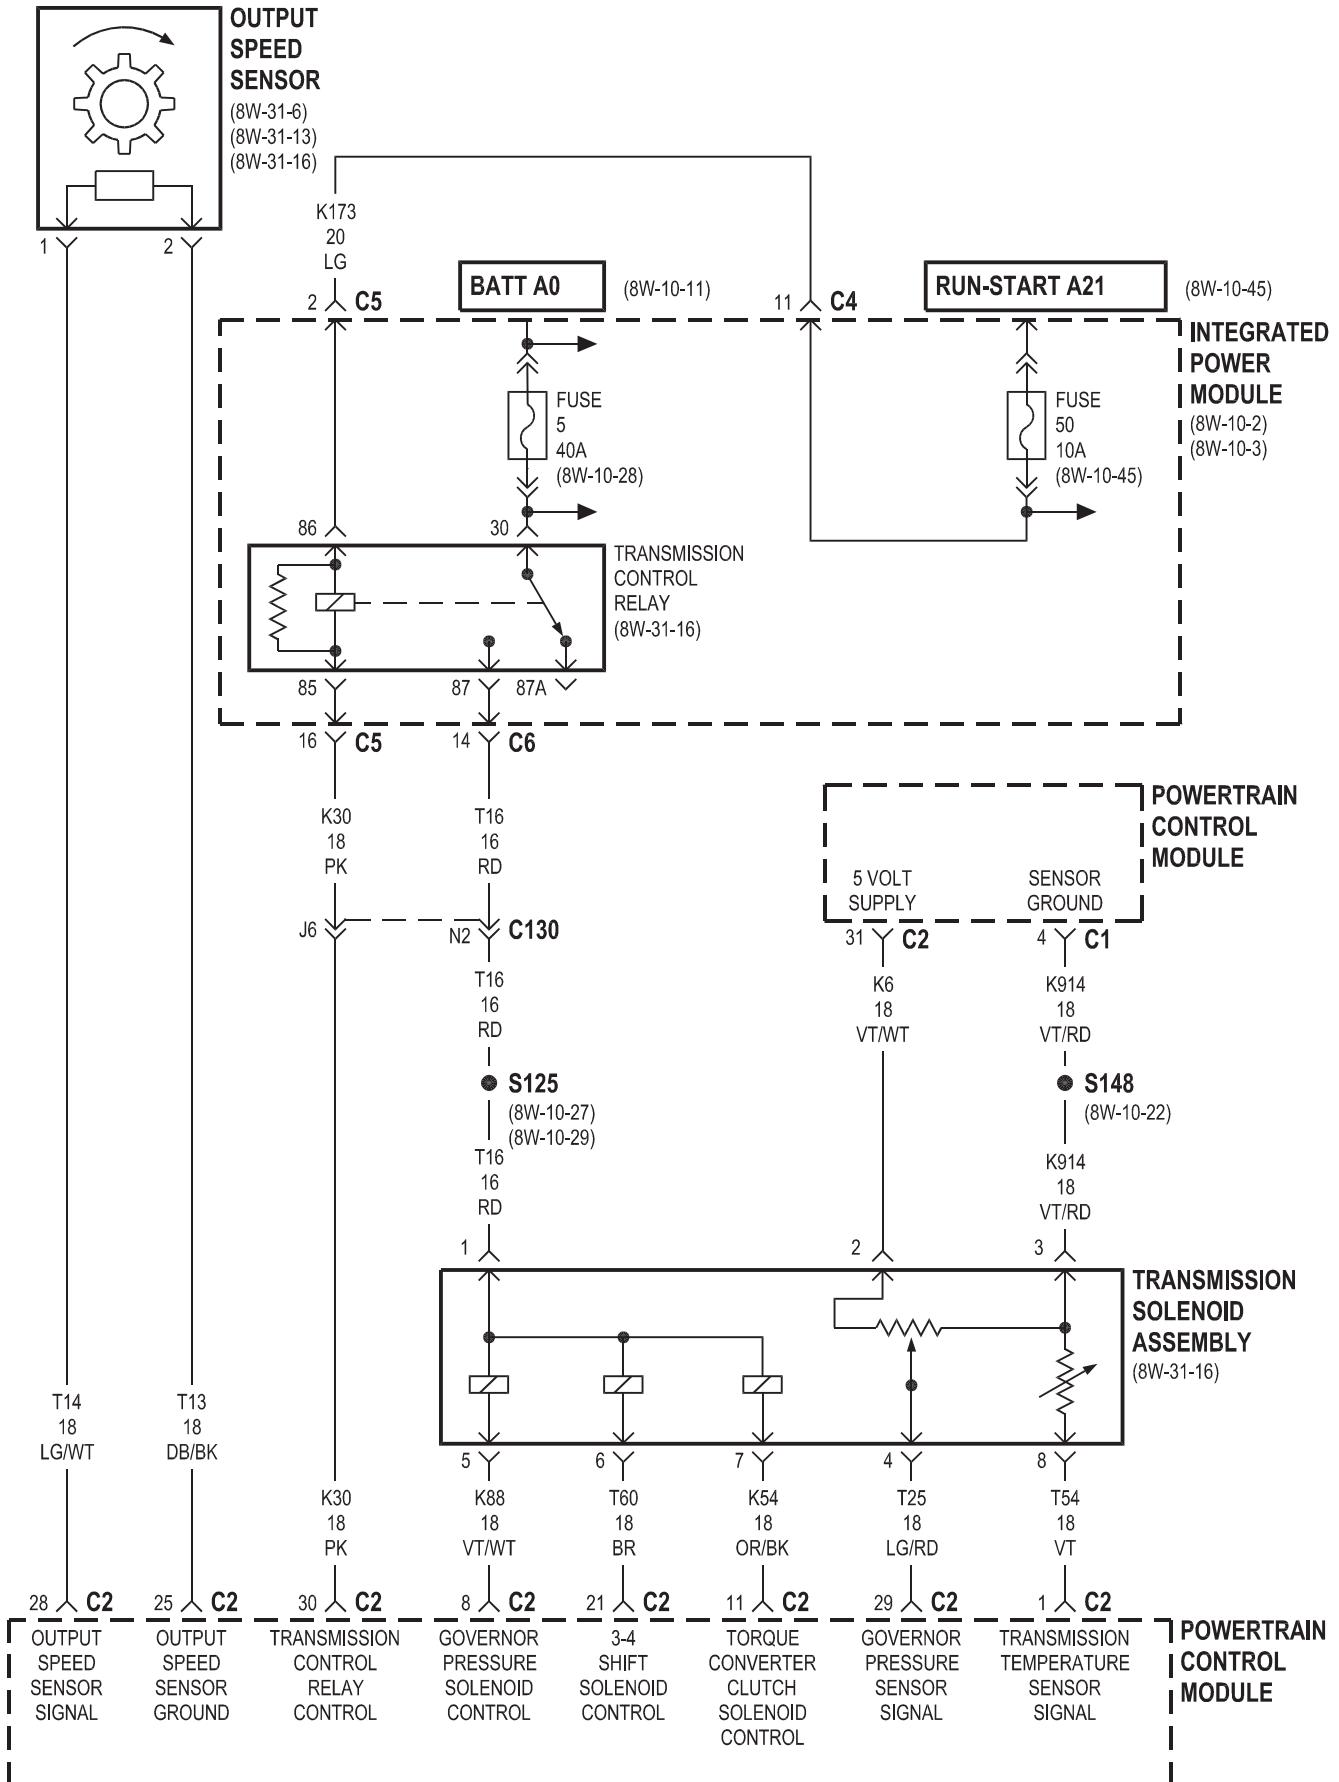 OUTPUT
SPEED
SENSOR
(8W-31-6)
(8W-31-13)
(8W-31-16)
1
2
K173
20
LG
2
C5
BATT A0
(8W-10-11)
11
C4
RUN-START A21
(8W-10-45)
INTEGRATED
POWER
MODULE
(8W-10-2)
(8W-10-3)
FUSE
5
40A
(8W-10-28)
FUSE
50
10A
(8W-10-45)
86
30
TRANSMISSION
CONTROL
RELAY
(8W-31-16)
85
87
87A
16
C5
14
C6
K30
18
PK
T16
16
RD
J6
N2
C130
T16
16
RD
S125
(8W-10-27)
(8W-10-29)
T16
16
RD
POWERTRAIN
CONTROL
MODULE
5 VOLT
SUPPLY
SENSOR
GROUND
31
C2
4
C1
K6
18
VT/WT
K914
18
VT/RD
S148
(8W-10-22)
K914
18
VT/RD
1
2
3
TRANSMISSION
SOLENOID
ASSEMBLY
(8W-31-16)
5
6
7
4
8
T14
18
LG/WT
T13
18
DB/BK
K30
18
PK
K88
18
VT/WT
T60
18
BR
K54
18
OR/BK
T25
18
LG/RD
T54
18
VT
28
C2
25
C2
30
C2
8
C2
21
C2
11
C2
29
C2
1
C2
OUTPUT
SPEED
SENSOR
SIGNAL
OUTPUT
SPEED
SENSOR
GROUND
TRANSMISSION
CONTROL
RELAY
CONTROL
GOVERNOR
PRESSURE
SOLENOID
CONTROL
3-4
SHIFT
SOLENOID
CONTROL
TORQUE
CONVERTER
CLUTCH
SOLENOID
CONTROL
GOVERNOR
PRESSURE
SENSOR
SIGNAL
TRANSMISSION
TEMPERATURE
SENSOR
SIGNAL
POWERTRAIN
CONTROL
MODULE